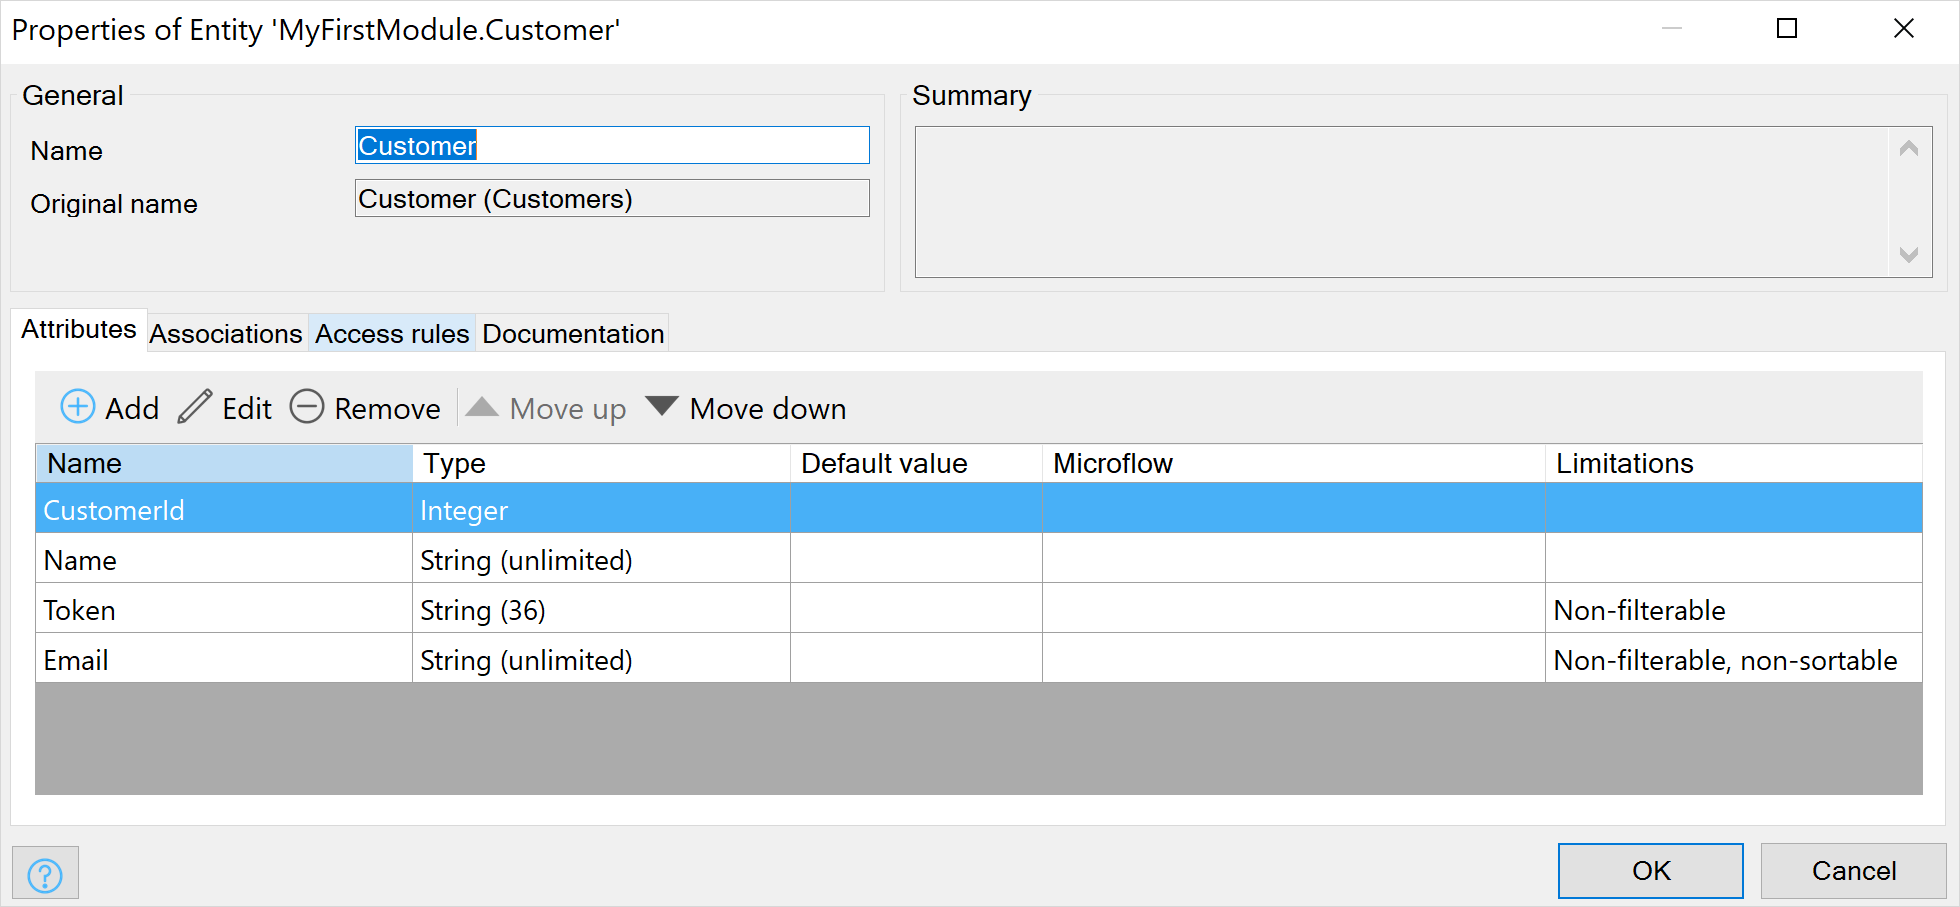 Properties of Entity 'MyFirstModule.Customer'
General
Summary
Name
Customer
Original name
Customer (Customers)
Attributes Associations Access rules Documentation
Add Edit Remove Move up Move down
Name Type Default value Microflow Limitations
CustomerId Integer
Name String (unlimited)
Token String (36) Non-filterable
Email String (unlimited) Non-filterable, non-sortable
? OK Cancel